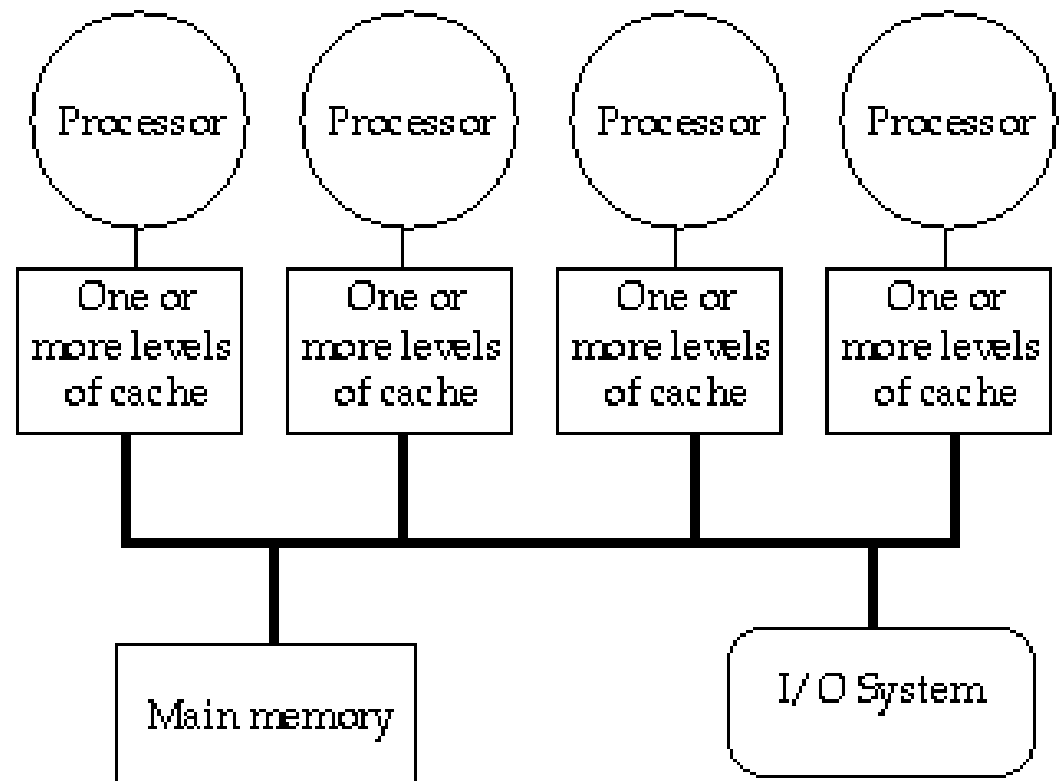 Processor
Processor
Processor
Processor
One or
more levels
of cache
One or
more levels
of cache
One or
more levels
of cache
One or
more levels
of cache
Main memory
I/O System